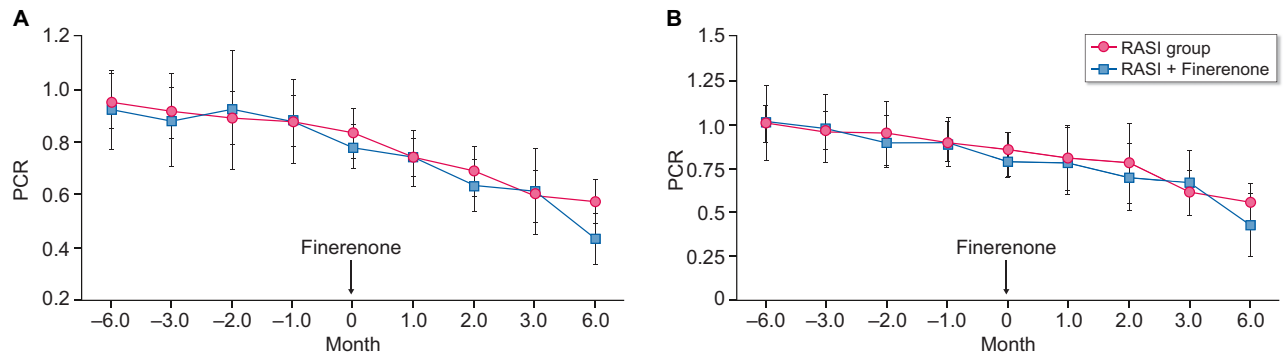 A
1.2
1.0
0.8
0.6
0.4
0.2
PCR
Finerenone
–6.0 –3.0 –2.0 –1.0 0 1.0 2.0 3.0 6.0
Month
B
1.5
1.25
1.0
0.75
0.5
0.25
0
PCR
RASI group
RASI + Finerenone
Finerenone
–6.0 –3.0 –2.0 –1.0 0 1.0 2.0 3.0 6.0
Month